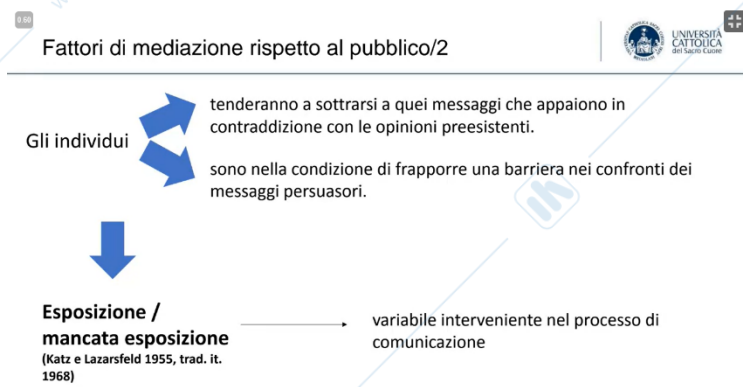 0.60
Fattori di mediazione rispetto al pubblico/2
UNIVERSITÀ
CATTOLICA
del Sacro Cuore
tenderanno a sottrarsi a quei messaggi che appaiono in
contraddizione con le opinioni preesistenti.
Gli individui
sono nella condizione di frapporre una barriera nei confronti dei
messaggi persuasori.
Esposizione /
mancata esposizione
(Katz e Lazarsfeld 1955, trad. it.
1968)
variabile interveniente nel processo di
comunicazione